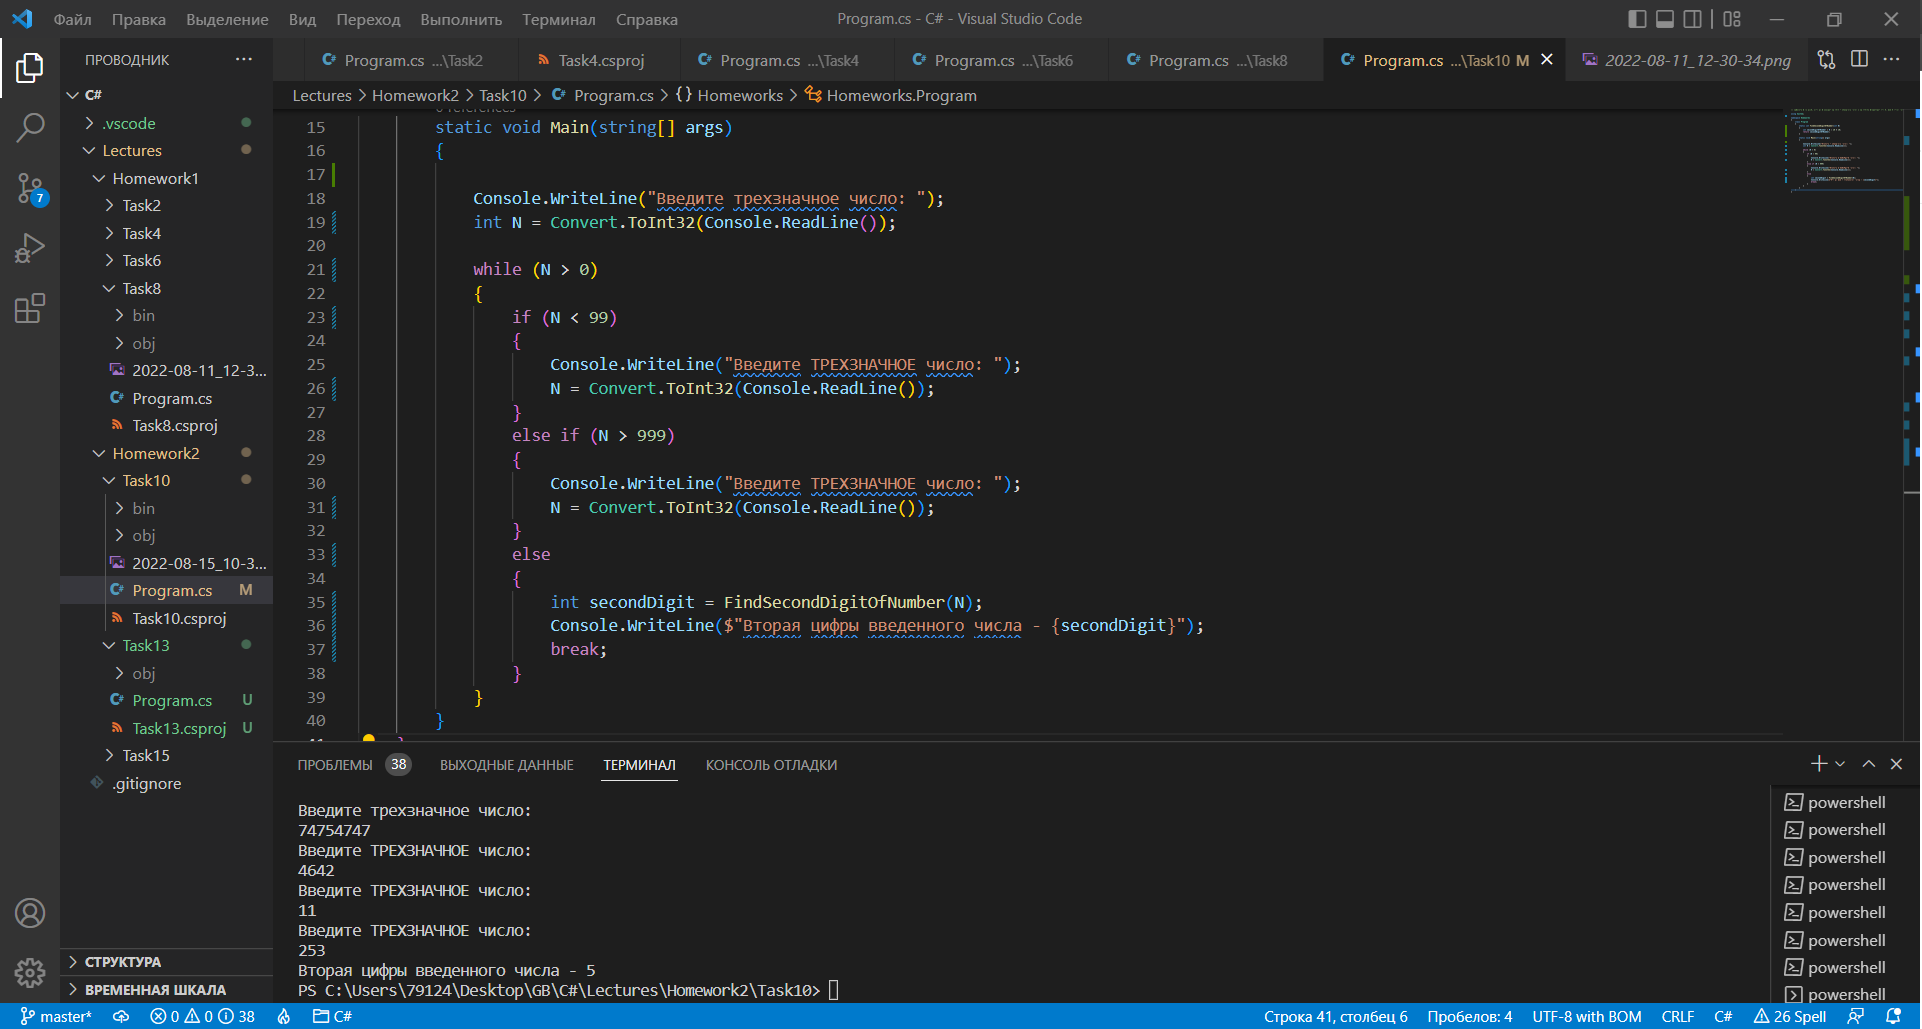 Файл Правка Выделение Вид Переход Выполнить Терминал Справка
Program.cs - C# - Visual Studio Code
ПРОВОДНИК
Program.cs ...\Task2 Task4.csproj Program.cs ...\Task4 Program.cs ...\Task6 Program.cs ...\Task8 Program.cs ...\Task10 M 2022-08-11_12-30-34.png
Lectures > Homework2 > Task10 > Program.cs > {} Homeworks > Homeworks.Program
C#
.vscode
Lectures
Homework1
Task2
Task4
Task6
Task8
bin
obj
2022-08-11_12-3...
Program.cs
Task8.csproj
Homework2
Task10
bin
obj
2022-08-15_10-3...
Program.cs M
Task10.csproj
Task13
obj
Program.cs U
Task13.csproj U
Task15
.gitignore
СТРУКТУРА
ВРЕМЕННАЯ ШКАЛА
7
15 static void Main(string[] args)
16 {
17
18 Console.WriteLine("Введите трехзначное число: ");
19 int N = Convert.ToInt32(Console.ReadLine());
20
21 while (N > 0)
22 {
23 if (N < 99)
24 {
25 Console.WriteLine("Введите ТРЕХЗНАЧНОЕ число: ");
26 N = Convert.ToInt32(Console.ReadLine());
27 }
28 else if (N > 999)
29 {
30 Console.WriteLine("Введите ТРЕХЗНАЧНОЕ число: ");
31 N = Convert.ToInt32(Console.ReadLine());
32 }
33 else
34 {
35 int secondDigit = FindSecondDigitOfNumber(N);
36 Console.WriteLine($"Вторая цифры введенного числа - {secondDigit}");
37 break;
38 }
39 }
40 }
ПРОБЛЕМЫ 38 ВЫХОДНЫЕ ДАННЫЕ ТЕРМИНАЛ КОНСОЛЬ ОТЛАДКИ
Введите трехзначное число:
74754747
Введите ТРЕХЗНАЧНОЕ число:
4642
Введите ТРЕХЗНАЧНОЕ число:
11
Введите ТРЕХЗНАЧНОЕ число:
253
Вторая цифры введенного числа - 5
PS C:\Users\79124\Desktop\GB\C#\Lectures\Homework2\Task10>
powershell
powershell
powershell
powershell
powershell
powershell
powershell
powershell
master* 0 0 38 C#
Строка 41, столбец 6 Пробелов: 4 UTF-8 with BOM CRLF C# 26 Spell